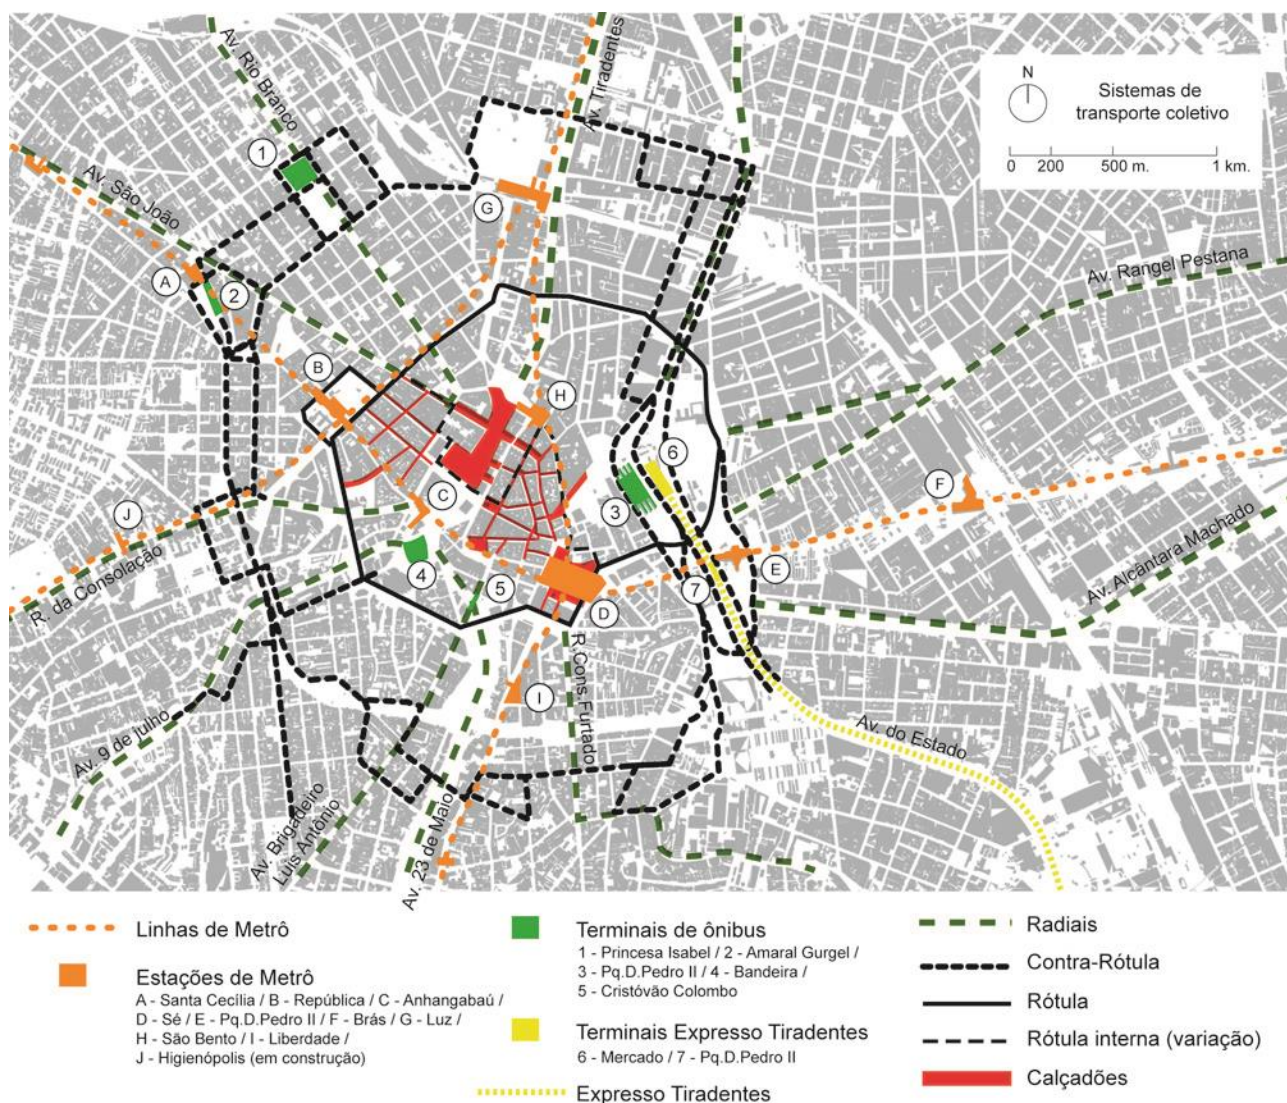 Av. Rio Branco
Av. Tiradentes
N
Sistemas de
transporte coletivo
0 200 500 m. 1 km.
1
Av. São João
G
A
2
Av. Rangel Pestana
B
H
6
F
C
3
J
Av. Alcântara Machado
R. da Consolação
4
5
E
7
D
R.Cons.Furtado
I
Av. 9 de julho
Av. do Estado
Av. Brigadeiro
Luis Antônio
Av. 23 de Maio
Linhas de Metrô
Estações de Metrô
A - Santa Cecília / B - República / C - Anhangabaú /
D - Sé / E - Pq.D.Pedro II / F - Brás / G - Luz /
H - São Bento / I - Liberdade /
J - Higienópolis (em construção)
Terminais de ônibus
1 - Princesa Isabel / 2 - Amaral Gurgel /
3 - Pq.D.Pedro II / 4 - Bandeira /
5 - Cristóvão Colombo
Terminais Expresso Tiradentes
6 - Mercado / 7 - Pq.D.Pedro II
Expresso Tiradentes
Radiais
Contra-Rótula
Rótula
Rótula interna (variação)
Calçadões